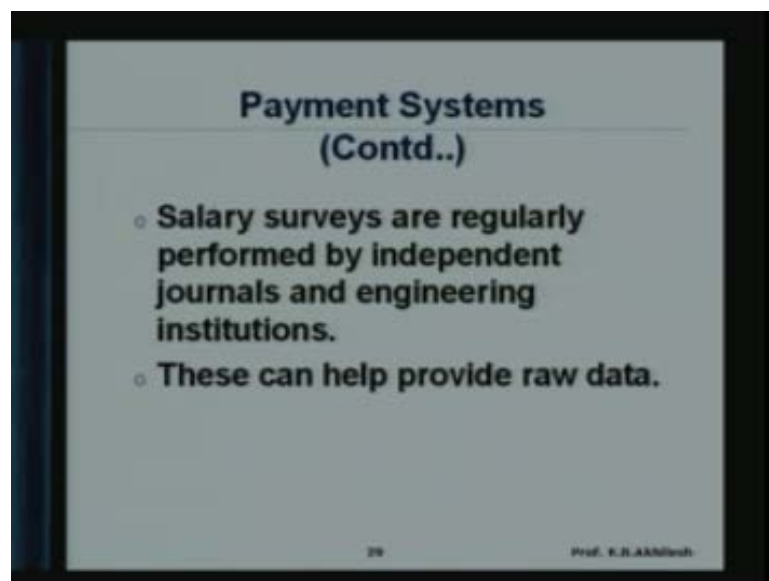 Payment Systems
(Contd..)
Salary surveys are regularly
performed by independent
journals and engineering
institutions.
These can help provide raw data.
Prof.